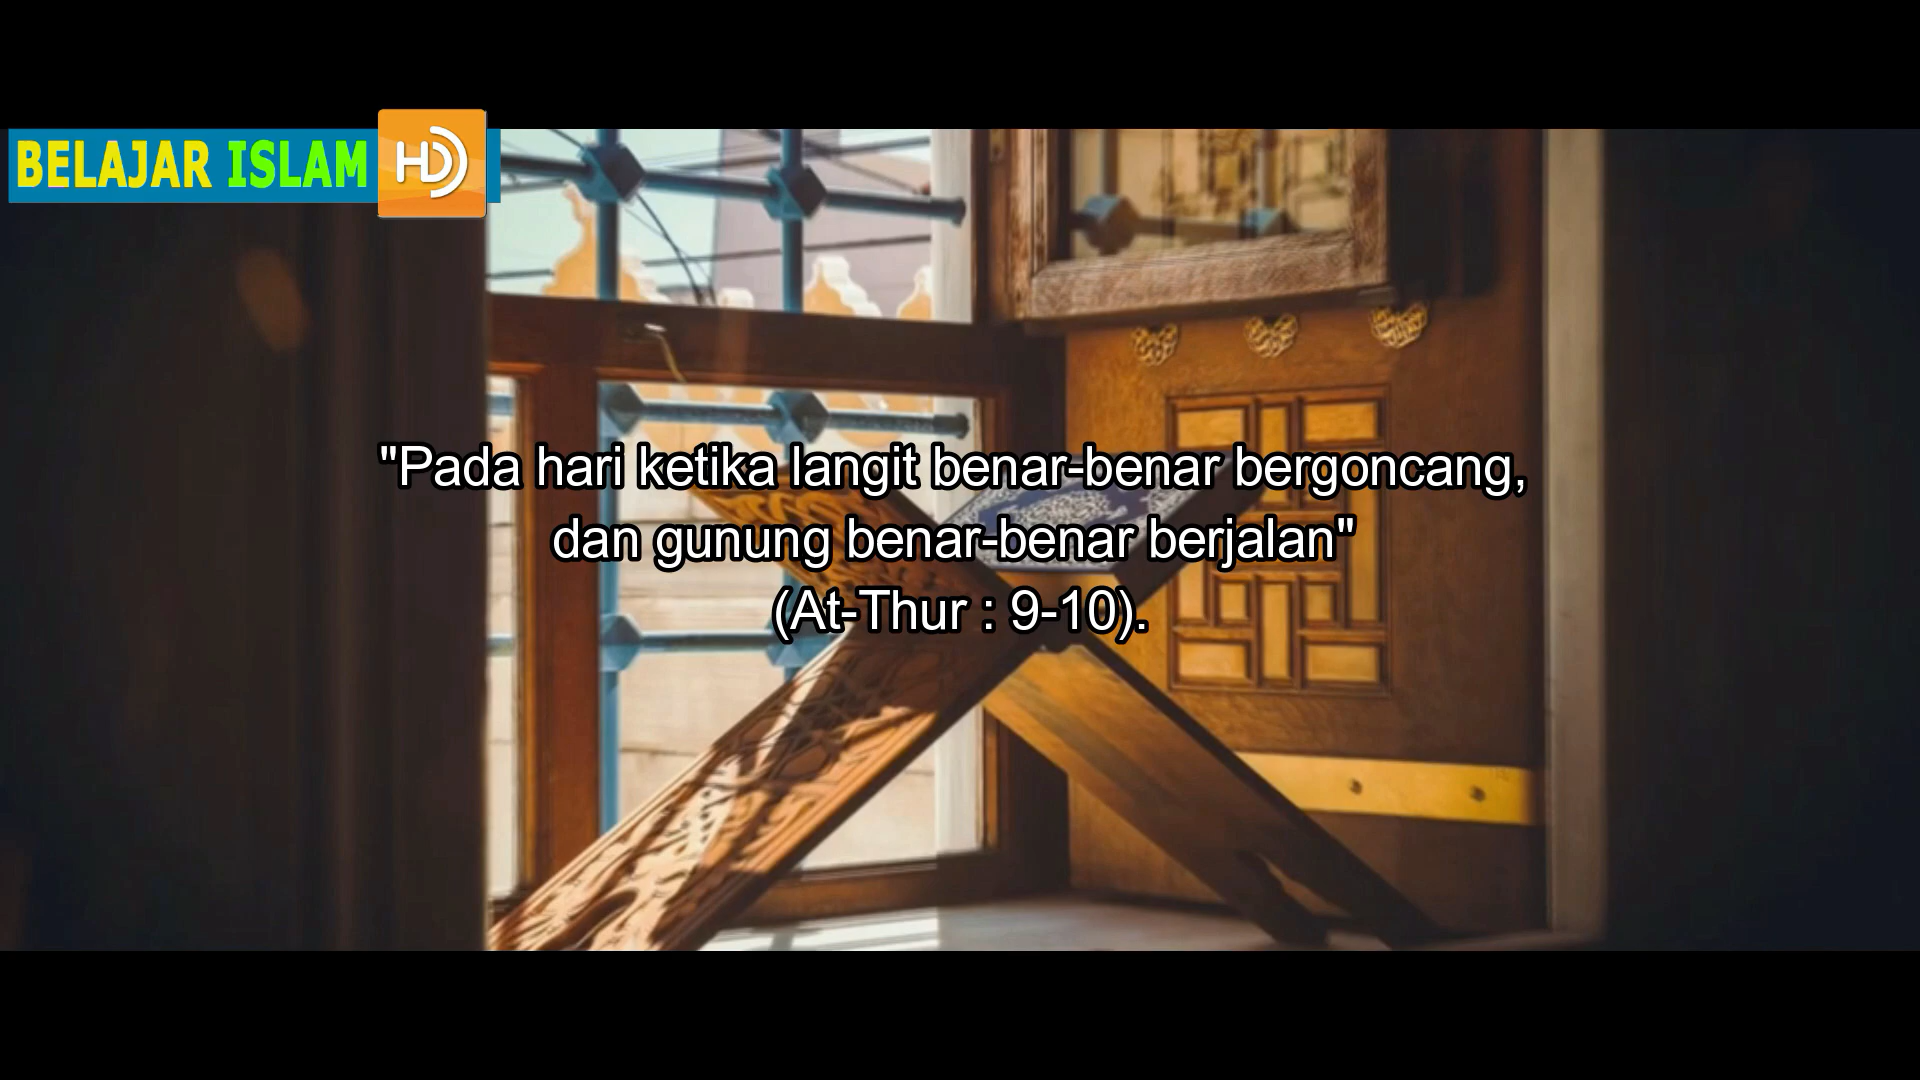 BELAJAR ISLAM HD
"Pada hari ketika langit benar-benar bergoncang,
dan gunung benar-benar berjalan"
(At-Thur : 9-10).